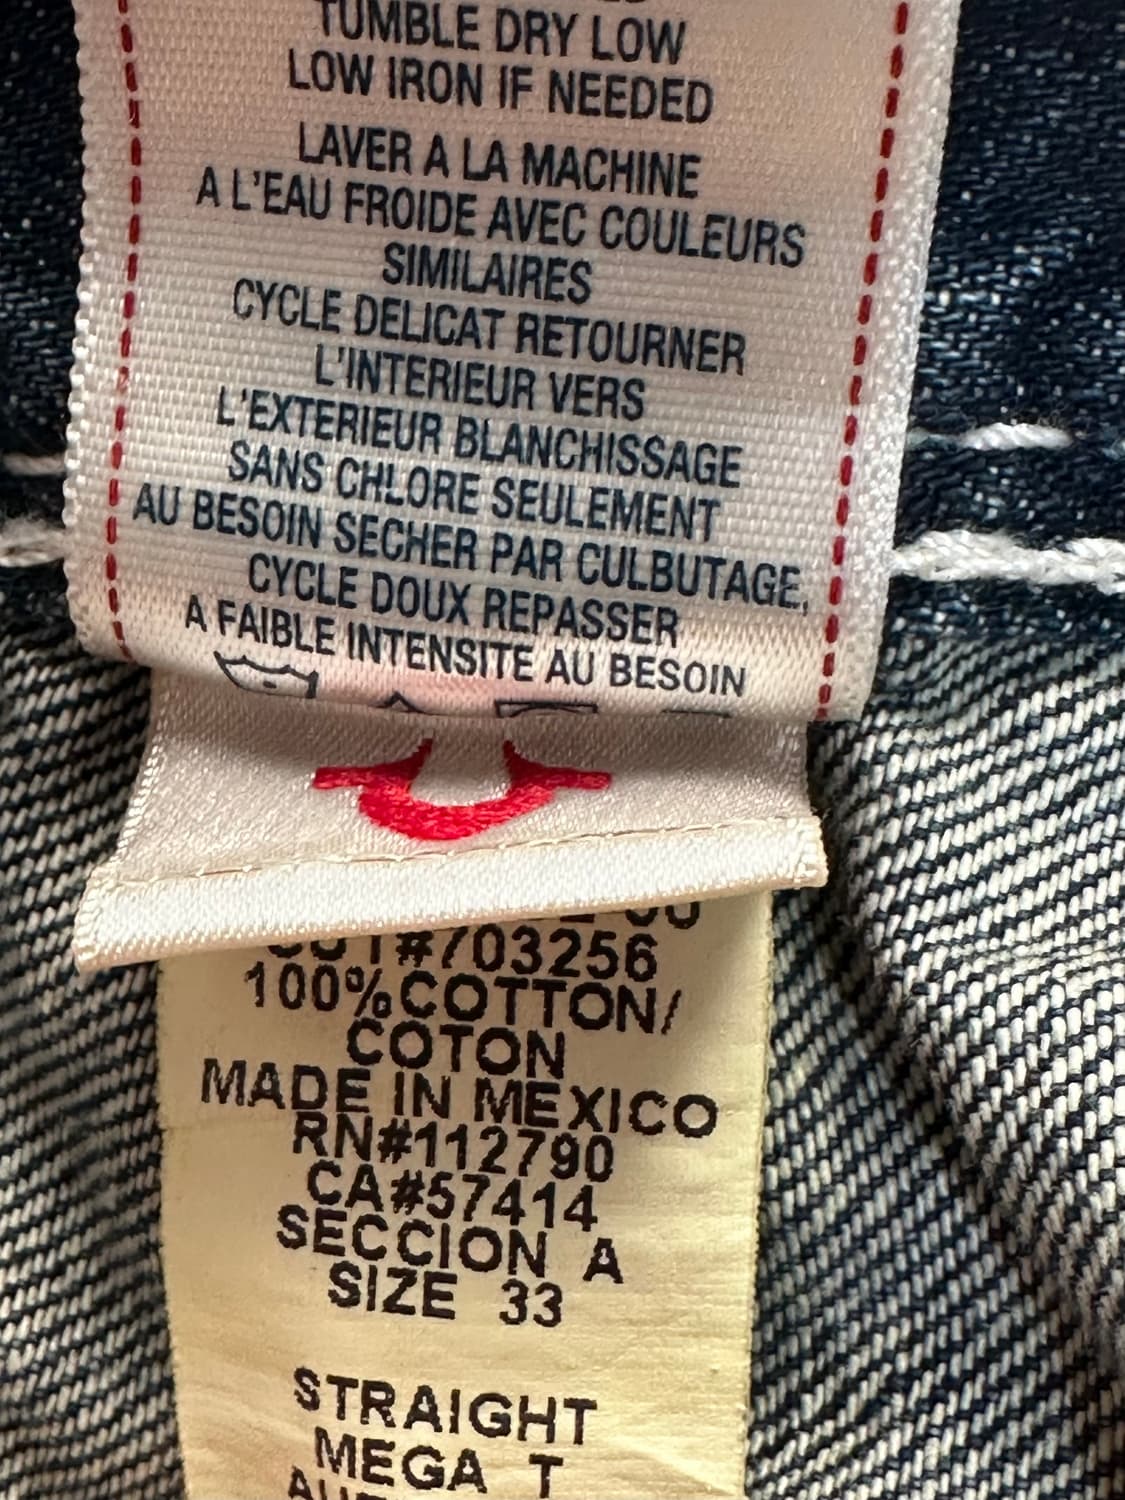 TUMBLE DRY LOW
LOW IRON IF NEEDED
LAVER A LA MACHINE
A L'EAU FROIDE AVEC COULEURS
SIMILAIRES
CYCLE DELICAT RETOURNER
L'INTERIEUR VERS
L'EXTERIEUR BLANCHISSAGE
SANS CHLORE SEULEMENT
AU BESOIN SECHER PAR CULBUTAGE,
CYCLE DOUX REPASSER
A FAIBLE INTENSITE AU BESOIN
CUT#703256
100%COTTON/
COTON
MADE IN MEXICO
RN#112790
CA#57414
SECCION A
SIZE 33
STRAIGHT
MEGA T